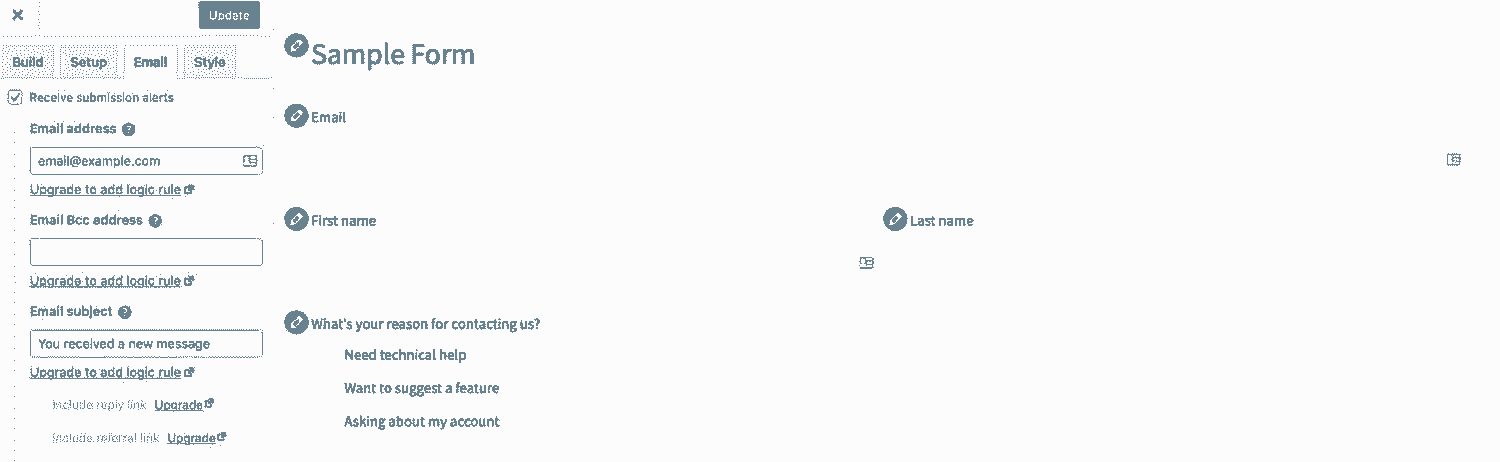 Update
Build Setup Email Style
Receive submission alerts
Email address ?
email@example.com
Upgrade to add logic rule
Email Bcc address ?
Upgrade to add logic rule
Email subject ?
You received a new message
Upgrade to add logic rule
Include reply link Upgrade
Include referral link Upgrade
Sample Form
Email
First name Last name
What's your reason for contacting us?
Need technical help
Want to suggest a feature
Asking about my account